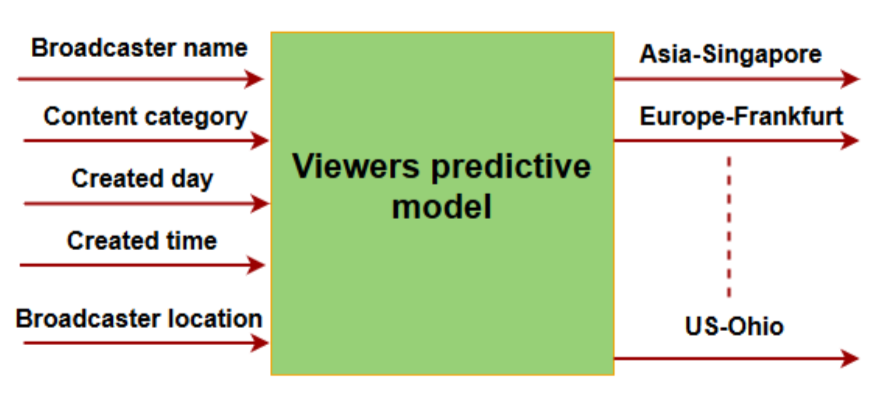 Broadcaster name
Content category
Created day
Created time
Broadcaster location
Viewers predictive
model
Asia-Singapore
Europe-Frankfurt
US-Ohio